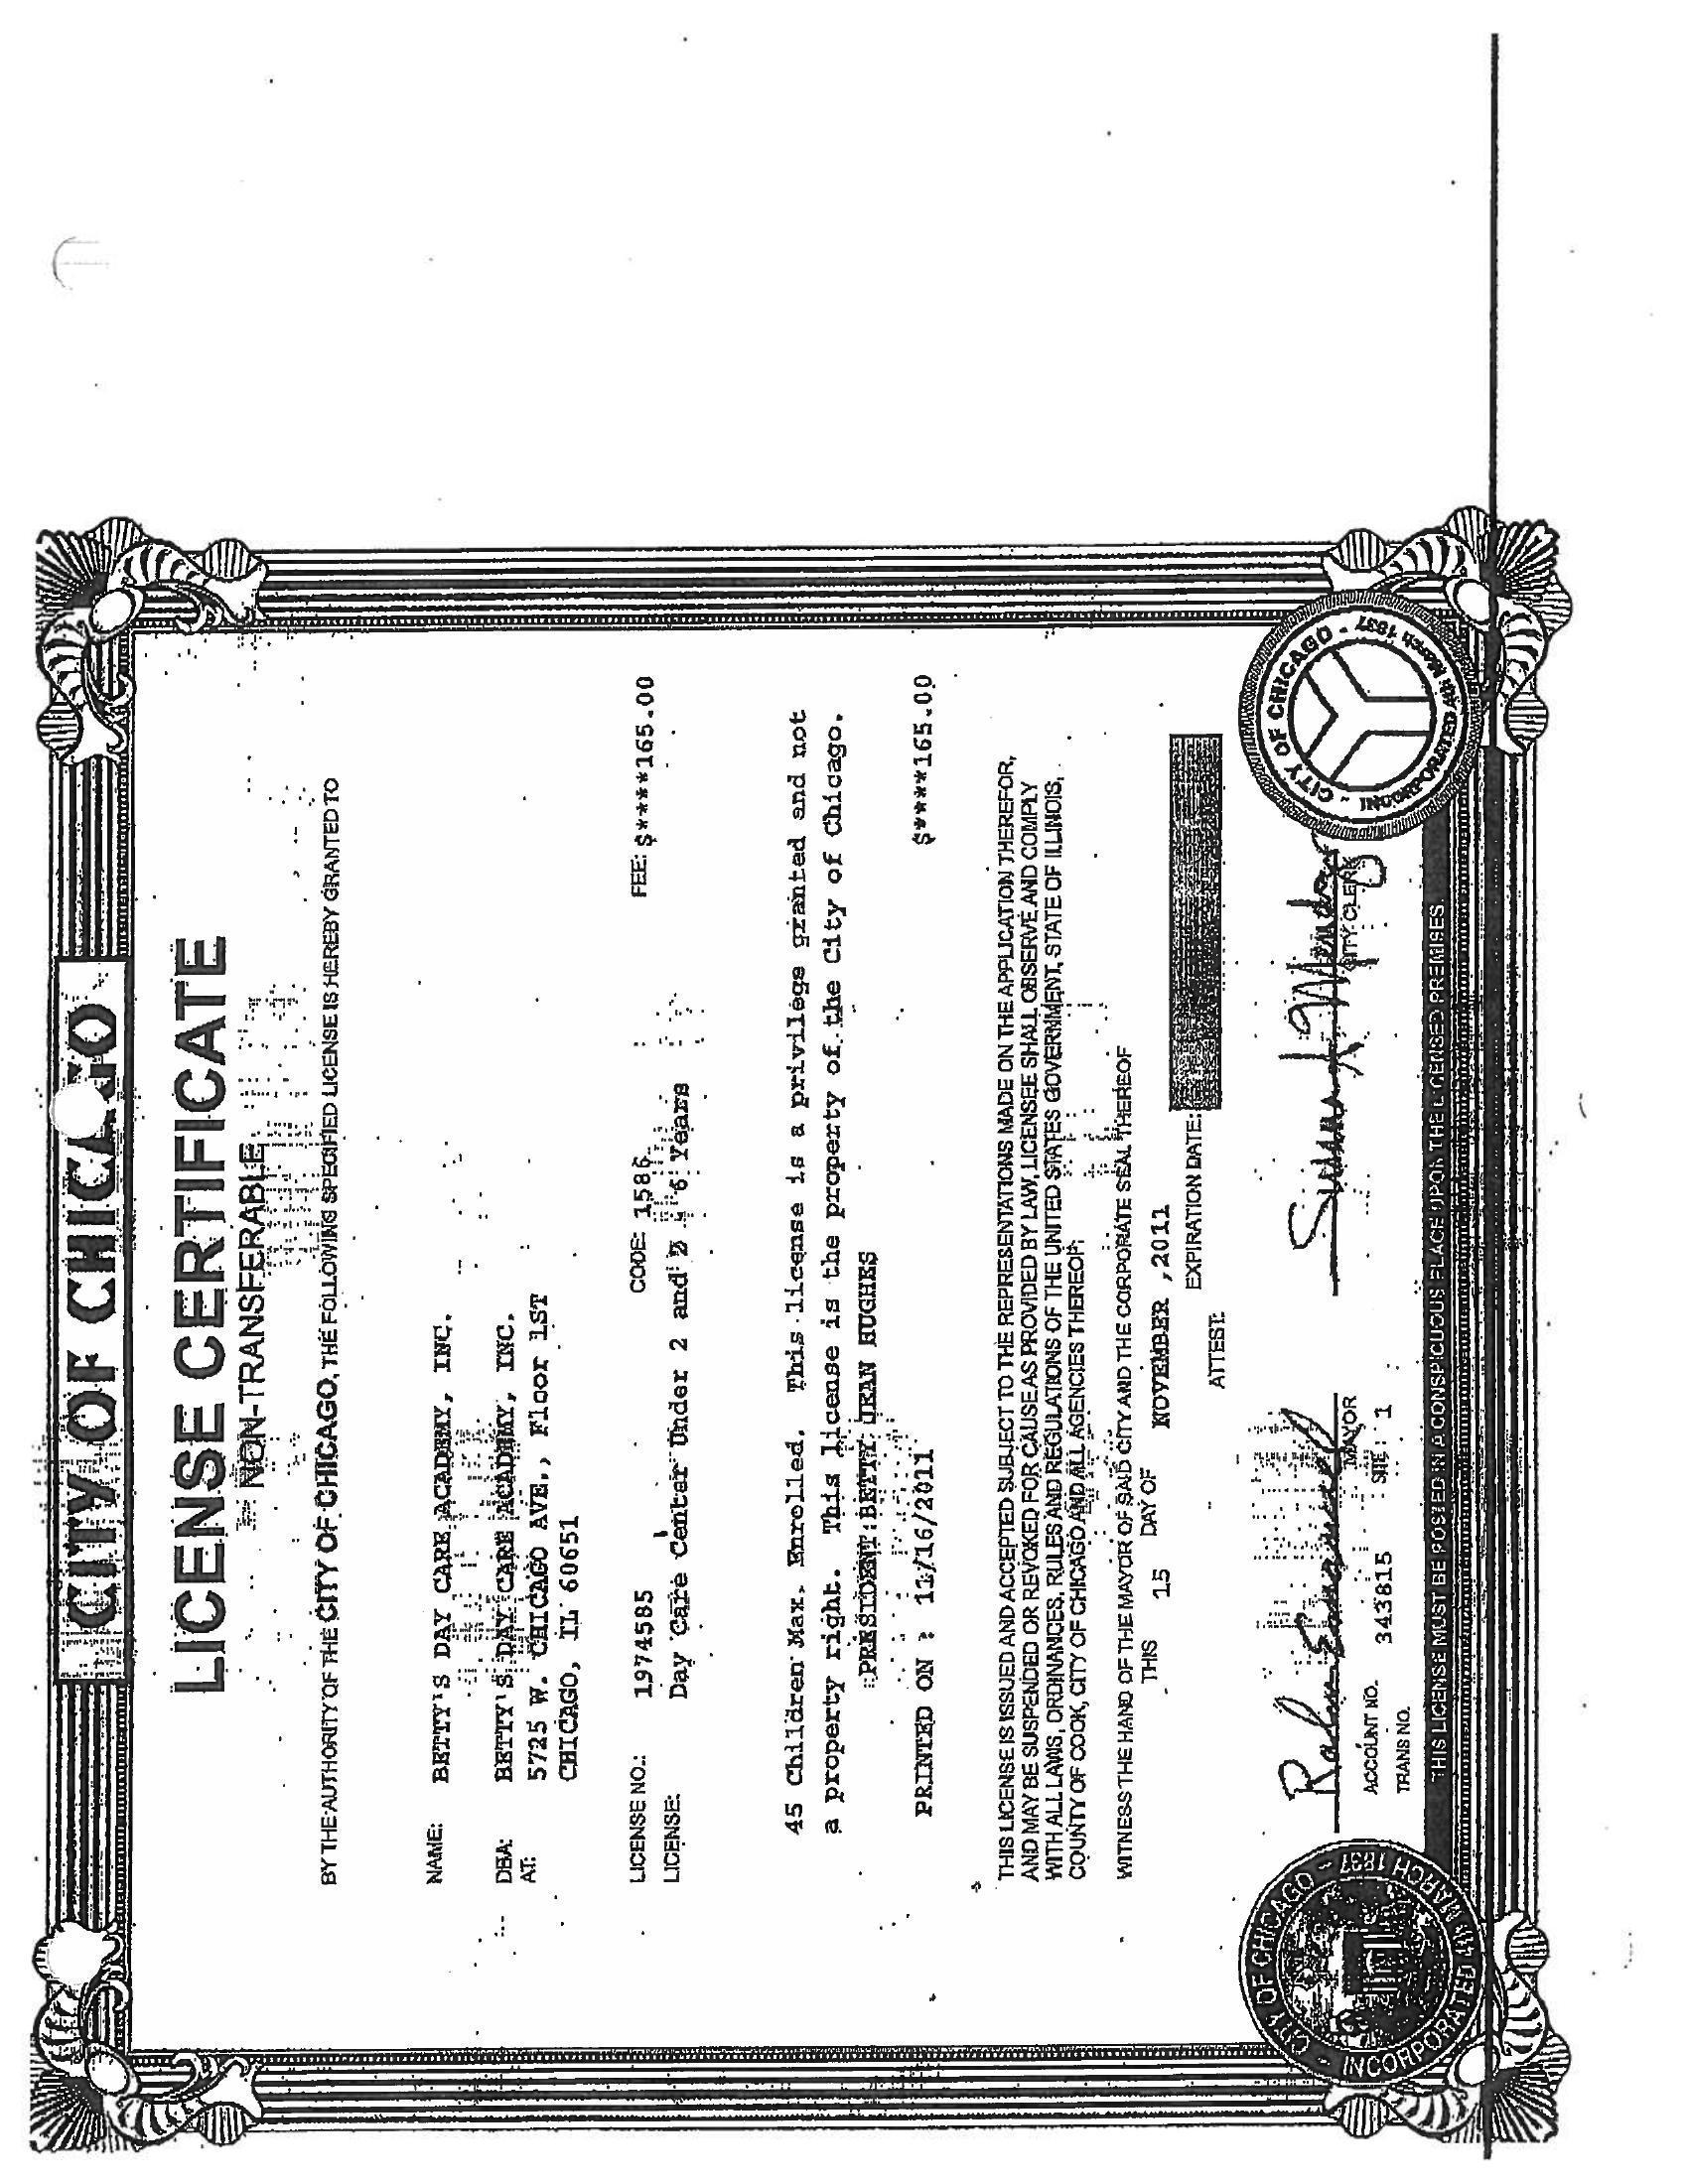 CITY OF CHICAGO
LICENSE CERTIFICATE
NON-TRANSFERABLE
BY THE AUTHORITY OF THE CITY OF CHICAGO, THE FOLLOWING SPECIFIED LICENSE IS HEREBY GRANTED TO
NAME: BETTY'S DAY CARE ACADEMY, INC.
DBA: BETTY'S DAY CARE ACADEMY, INC.
AT: 5725 W. CHICAGO AVE., Floor 1ST
CHICAGO, IL 60651
LICENSE NO.: 1974585 CODE: 1586 FEE: $****165.00
LICENSE: Day Care Center Under 2 and 2 - 6 Years
45 Children Max. Enrolled. This license is a privilege granted and not
a property right. This license is the property of the City of Chicago.
PRESIDENT: BETTY JEAN HUGHES
PRINTED ON : 11/16/2011 $****165.00
THIS LICENSE IS ISSUED AND ACCEPTED SUBJECT TO THE REPRESENTATIONS MADE ON THE APPLICATION THEREFOR,
AND MAY BE SUSPENDED OR REVOKED FOR CAUSE AS PROVIDED BY LAW, LICENSEE SHALL OBSERVE AND COMPLY
WITH ALL LAWS, ORDINANCES, RULES AND REGULATIONS OF THE UNITED STATES GOVERNMENT, STATE OF ILLINOIS,
COUNTY OF COOK, CITY OF CHICAGO AND ALL AGENCIES THEREOF.
WITNESS THE HAND OF THE MAYOR OF SAID CITY AND THE CORPORATE SEAL THEREOF
THIS 15 DAY OF NOVEMBER ,2011
EXPIRATION DATE:
ATTEST:
Rahm Emanuel
MAYOR
Susana A. Mendoza
CITY CLERK
ACCOUNT NO. 343815 SITE: 1
TRANS NO.
THIS LICENSE MUST BE POSTED IN A CONSPICUOUS PLACE UPON THE LICENSED PREMISES.
CITY OF CHICAGO - INCORPORATED 4th MARCH 1837
CITY OF CHICAGO - INCORPORATED 4th March 1837